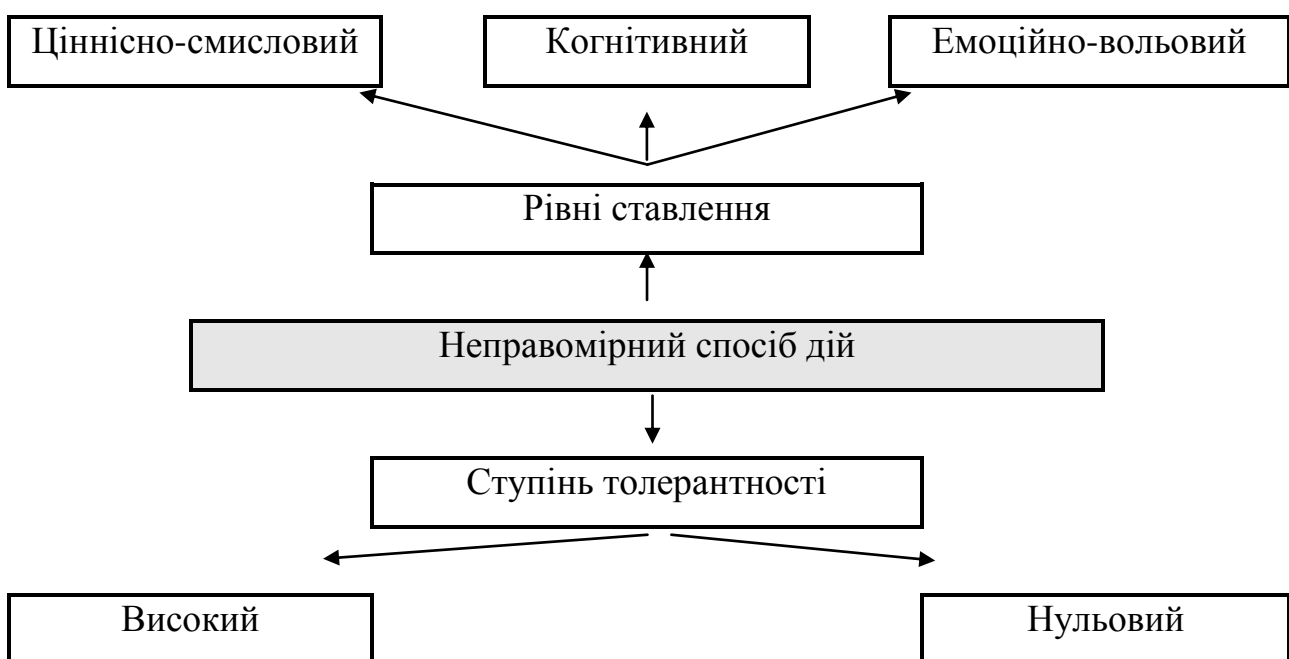 Ціннісно-смисловий
Когнітивний
Емоційно-вольовий
Рівні ставлення
Неправомірний спосіб дій
Ступінь толерантності
Високий
Нульовий